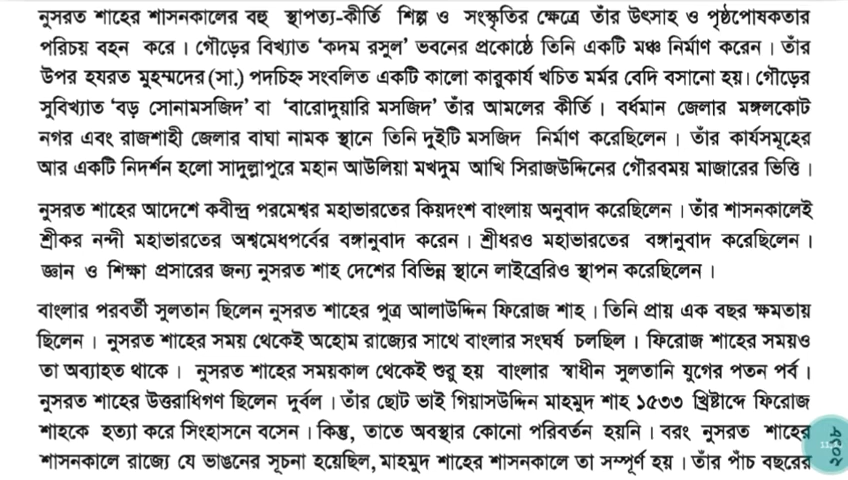 নুসরত শাহের শাসনকালের বহু স্থাপত্য-কীর্তি শিল্প ও সংস্কৃতির ক্ষেত্রে তাঁর উৎসাহ ও পৃষ্ঠপোষকতার
পরিচয় বহন করে । গৌড়ের বিখ্যাত ‘কদম রসুল’ ভবনের প্রকোষ্ঠে তিনি একটি মঞ্চ নির্মাণ করেন । তাঁর
উপর হযরত মুহম্মদের (সা.) পদচিহ্ন সংবলিত একটি কালো কারুকার্য খচিত মর্মর বেদি বসানো হয়। গৌড়ের
সুবিখ্যাত ‘বড় সোনামসজিদ’ বা ‘বারোদুয়ারি মসজিদ’ তাঁর আমলের কীর্তি । বর্ধমান জেলার মঙ্গলকোট
নগর এবং রাজশাহী জেলার বাঘা নামক স্থানে তিনি দুইটি মসজিদ নির্মাণ করেছিলেন । তাঁর কার্যসমূহের
আর একটি নিদর্শন হলো সাদুল্লাপুরে মহান আউলিয়া মখদুম আখি সিরাজউদ্দিনের গৌরবময় মাজারের ভিত্তি ।
নুসরত শাহের আদেশে কবীন্দ্র পরমেশ্বর মহাভারতের কিয়দংশ বাংলায় অনুবাদ করেছিলেন । তাঁর শাসনকালেই
শ্রীকর নন্দী মহাভারতের অশ্বমেধপর্বের বঙ্গানুবাদ করেন । শ্রীধরও মহাভারতের বঙ্গানুবাদ করেছিলেন ।
জ্ঞান ও শিক্ষা প্রসারের জন্য নুসরত শাহ দেশের বিভিন্ন স্থানে লাইব্রেরিও স্থাপন করেছিলেন ।
বাংলার পরবর্তী সুলতান ছিলেন নুসরত শাহের পুত্র আলাউদ্দিন ফিরোজ শাহ । তিনি প্রায় এক বছর ক্ষমতায়
ছিলেন । নুসরত শাহের সময় থেকেই অহোম রাজ্যের সাথে বাংলার সংঘর্ষ চলছিল । ফিরোজ শাহের সময়ও
তা অব্যাহত থাকে । নুসরত শাহের সময়কাল থেকেই শুরু হয় বাংলার স্বাধীন সুলতানি যুগের পতন পর্ব ।
নুসরত শাহের উত্তরাধিগণ ছিলেন দুর্বল । তাঁর ছোট ভাই গিয়াসউদ্দিন মাহমুদ শাহ ১৫৩৩ খ্রিষ্টাব্দে ফিরোজ
শাহকে হত্যা করে সিংহাসনে বসেন । কিন্তু, তাতে অবস্থার কোনো পরিবর্তন হয়নি । বরং নুসরত শাহের
শাসনকালে রাজ্যে যে ভাঙনের সূচনা হয়েছিল, মাহমুদ শাহের শাসনকালে তা সম্পূর্ণ হয় । তাঁর পাঁচ বছরের
২০১৮